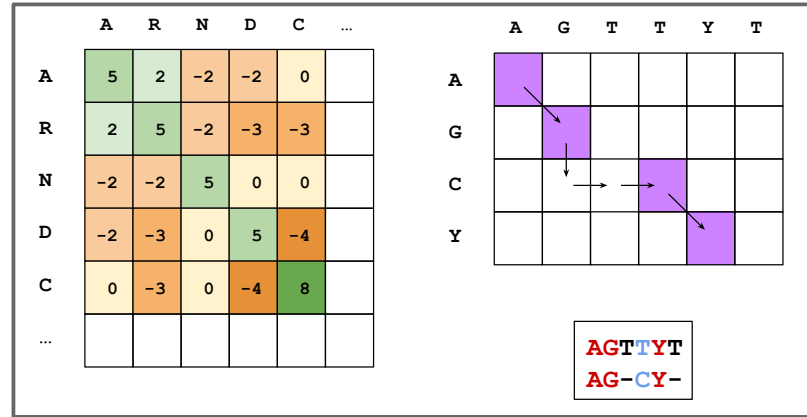 A R N D C …
A 5 2 -2 -2 0
R 2 5 -2 -3 -3
N -2 -2 5 0 0
D -2 -3 0 5 -4
C 0 -3 0 -4 8
…
A G T T Y T
A
G
C
Y
AGTTYT
AG-CY-